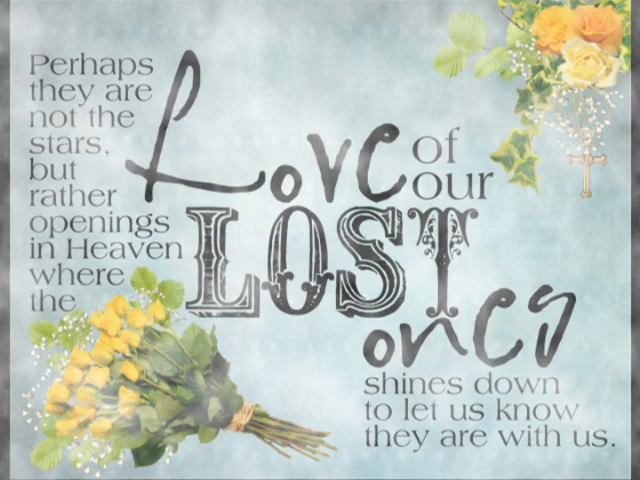 Perhaps
they are
not the
stars,
but
rather
openings
in Heaven
where
the
Love of
our
LOST
ones
shines down
to let us know
they are with us.